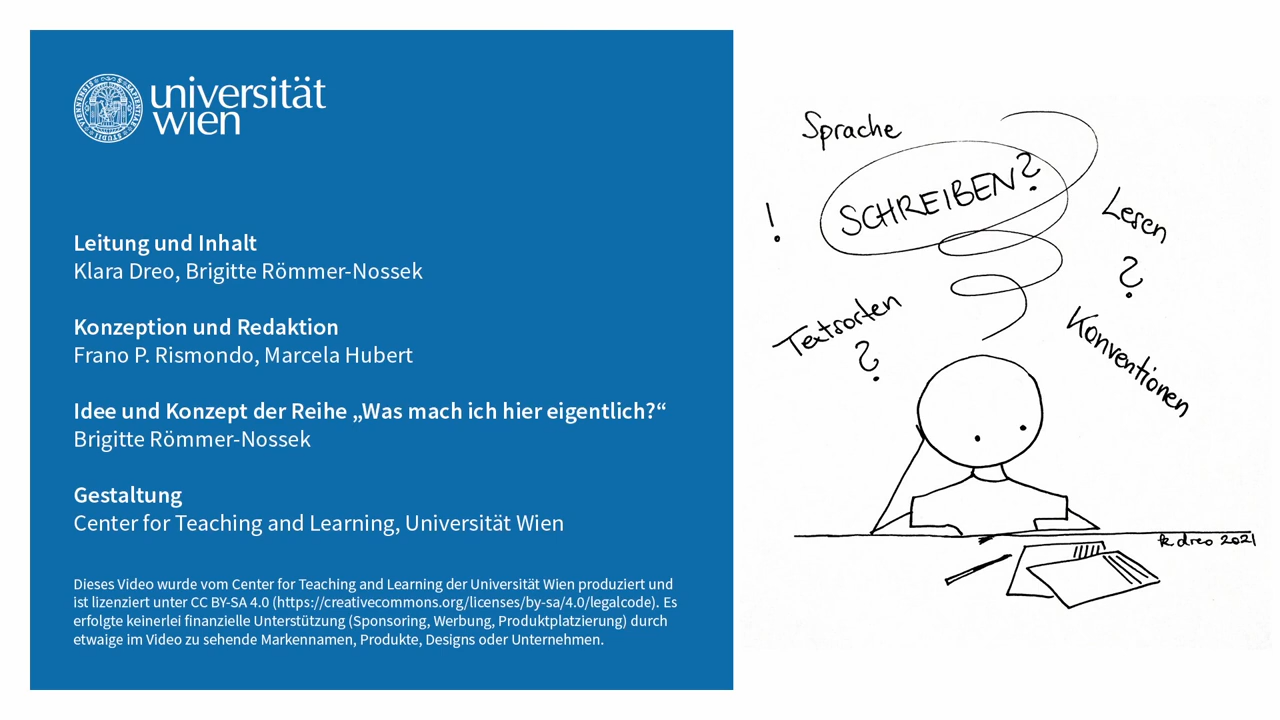 universität
wien
Leitung und Inhalt
Klara Dreo, Brigitte Römmer-Nossek
Konzeption und Redaktion
Frano P. Rismondo, Marcela Hubert
Idee und Konzept der Reihe „Was mach ich hier eigentlich?“
Brigitte Römmer-Nossek
Gestaltung
Center for Teaching and Learning, Universität Wien
Dieses Video wurde vom Center for Teaching and Learning der Universität Wien produziert und
ist lizenziert unter CC BY-SA 4.0 (https://creativecommons.org/licenses/by-sa/4.0/legalcode). Es
erfolgte keinerlei finanzielle Unterstützung (Sponsoring, Werbung, Produktplatzierung) durch
etwaige im Video zu sehende Markennamen, Produkte, Designs oder Unternehmen.
Sprache
SCHREIBEN?
!
Lesen
?
Textsorten
?
Konventionen
k dreo 2021